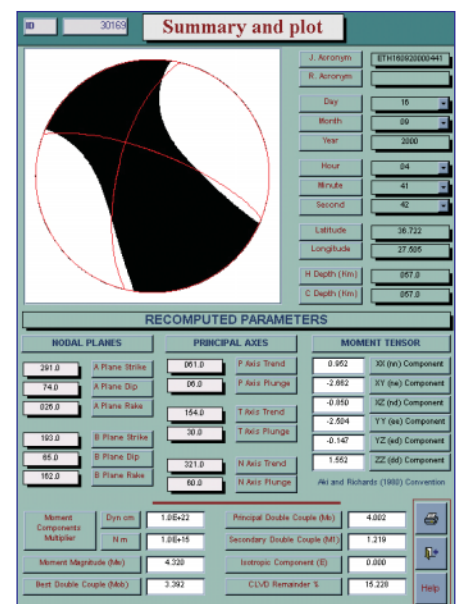 ID 30169 Summary and plot
J. Acronym ETH160920000441
R. Acronym
Day 16
Month 09
Year 2000
Hour 04
Minute 41
Second 42
Latitude 36.722
Longitude 27.505
H Depth (Km) 057.0
C Depth (Km) 057.0
RECOMPUTED PARAMETERS
NODAL PLANES PRINCIPAL AXES MOMENT TENSOR
291.0 A Plane Strike 061.0 P Axis Trend 0.952 XX (nn) Component
74.0 A Plane Dip 06.0 P Axis Plunge -2.662 XY (ne) Component
026.0 A Plane Rake 154.0 T Axis Trend -0.850 XZ (nd) Component
193.0 B Plane Strike 30.0 T Axis Plunge -2.504 YY (ee) Component
65.0 B Plane Dip 321.0 N Axis Trend -0.147 YZ (ed) Component
162.0 B Plane Rake 60.0 N Axis Plunge 1.552 ZZ (dd) Component
Aki and Richards (1980) Convention
Moment Components Multiplier Dyn cm 1.0E+22 Principal Double Couple (Mo) 4.002
N m 1.0E+15 Secondary Double Couple (M1) 1.219
Moment Magnitude (Mw) 4.320 Isotropic Component (E) 0.000
Best Double Couple (Mob) 3.392 CLVD Remainder % 15.220
Help